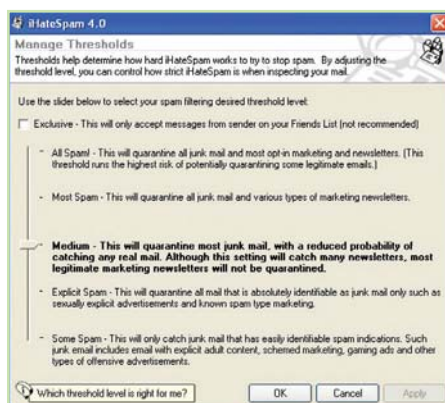 iHateSpam 4.0
Manage Thresholds
Thresholds help determine how hard iHateSpam works to try to stop spam. By adjusting the
threshold level, you can control how strict iHateSpam is when inspecting your mail.
Use the slider below to select your spam filtering desired threshold level:
Exclusive - This will only accept messages from sender on your Friends List (not recommended)
- All Spam! - This will quarantine all junk mail and most opt-in marketing and newsletters. (This
threshold runs the highest risk of potentially quarantining some legitimate emails.)
- Most Spam - This will quarantine all junk mail and various types of marketing newsletters.
- Medium - This will quarantine most junk mail, with a reduced probability of
catching any real mail. Although this setting will catch many newsletters, most
legitimate marketing newsletters will not be quarantined.
- Explicit Spam - This will quarantine all mail that is absolutely identifiable as junk mail only such as
sexually explicit advertisements and known spam type marketing.
- Some Spam - This will only catch junk mail that has easily identifiable spam indications. Such
junk email includes email with explicit adult content, schemed marketing, gaming ads and other
types of offensive advertisements.
Which threshold level is right for me?
OK
Cancel
Apply